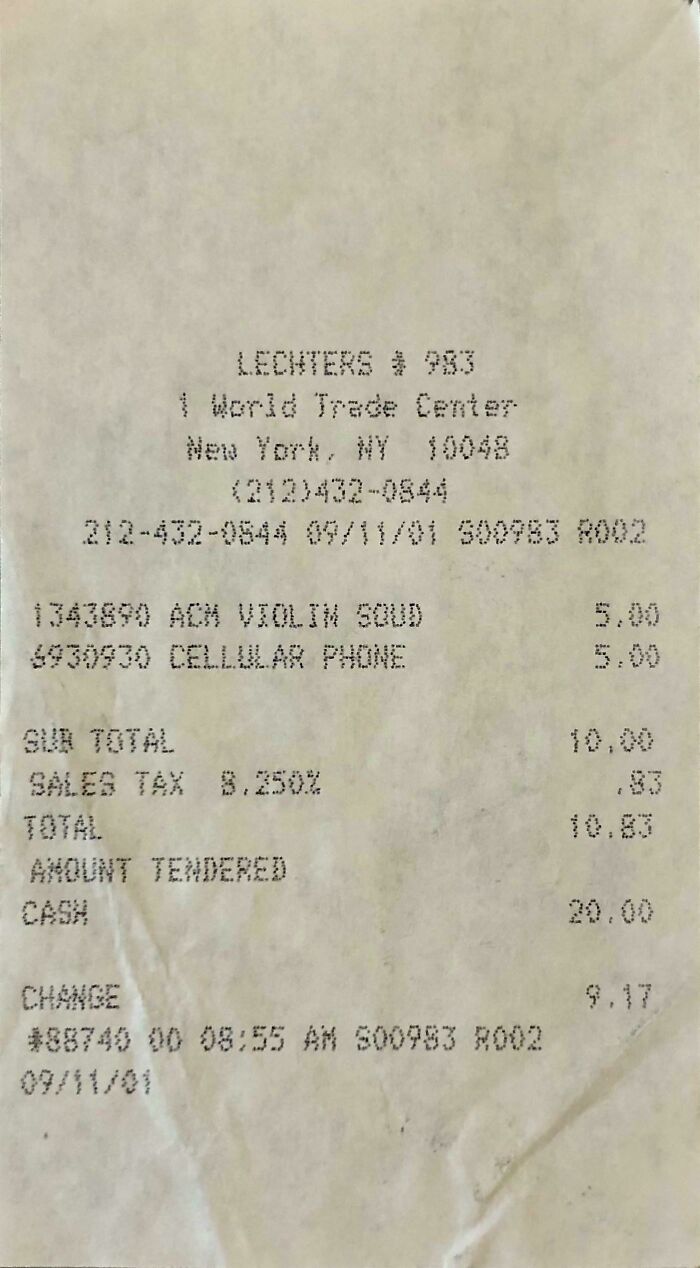 LECHTERS # 983
1 World Trade Center
New York, NY 10048
(212)432-0844
212-432-0844 09/11/01 S00983 R002
1343890 ACM VIOLIN SQUD 5.00
6930930 CELLULAR PHONE 5.00
SUB TOTAL 10.00
SALES TAX 8.250% .83
TOTAL 10.83
AMOUNT TENDERED
CASH 20.00
CHANGE 9.17
#88740 00 08:55 AM S00983 R002
09/11/01